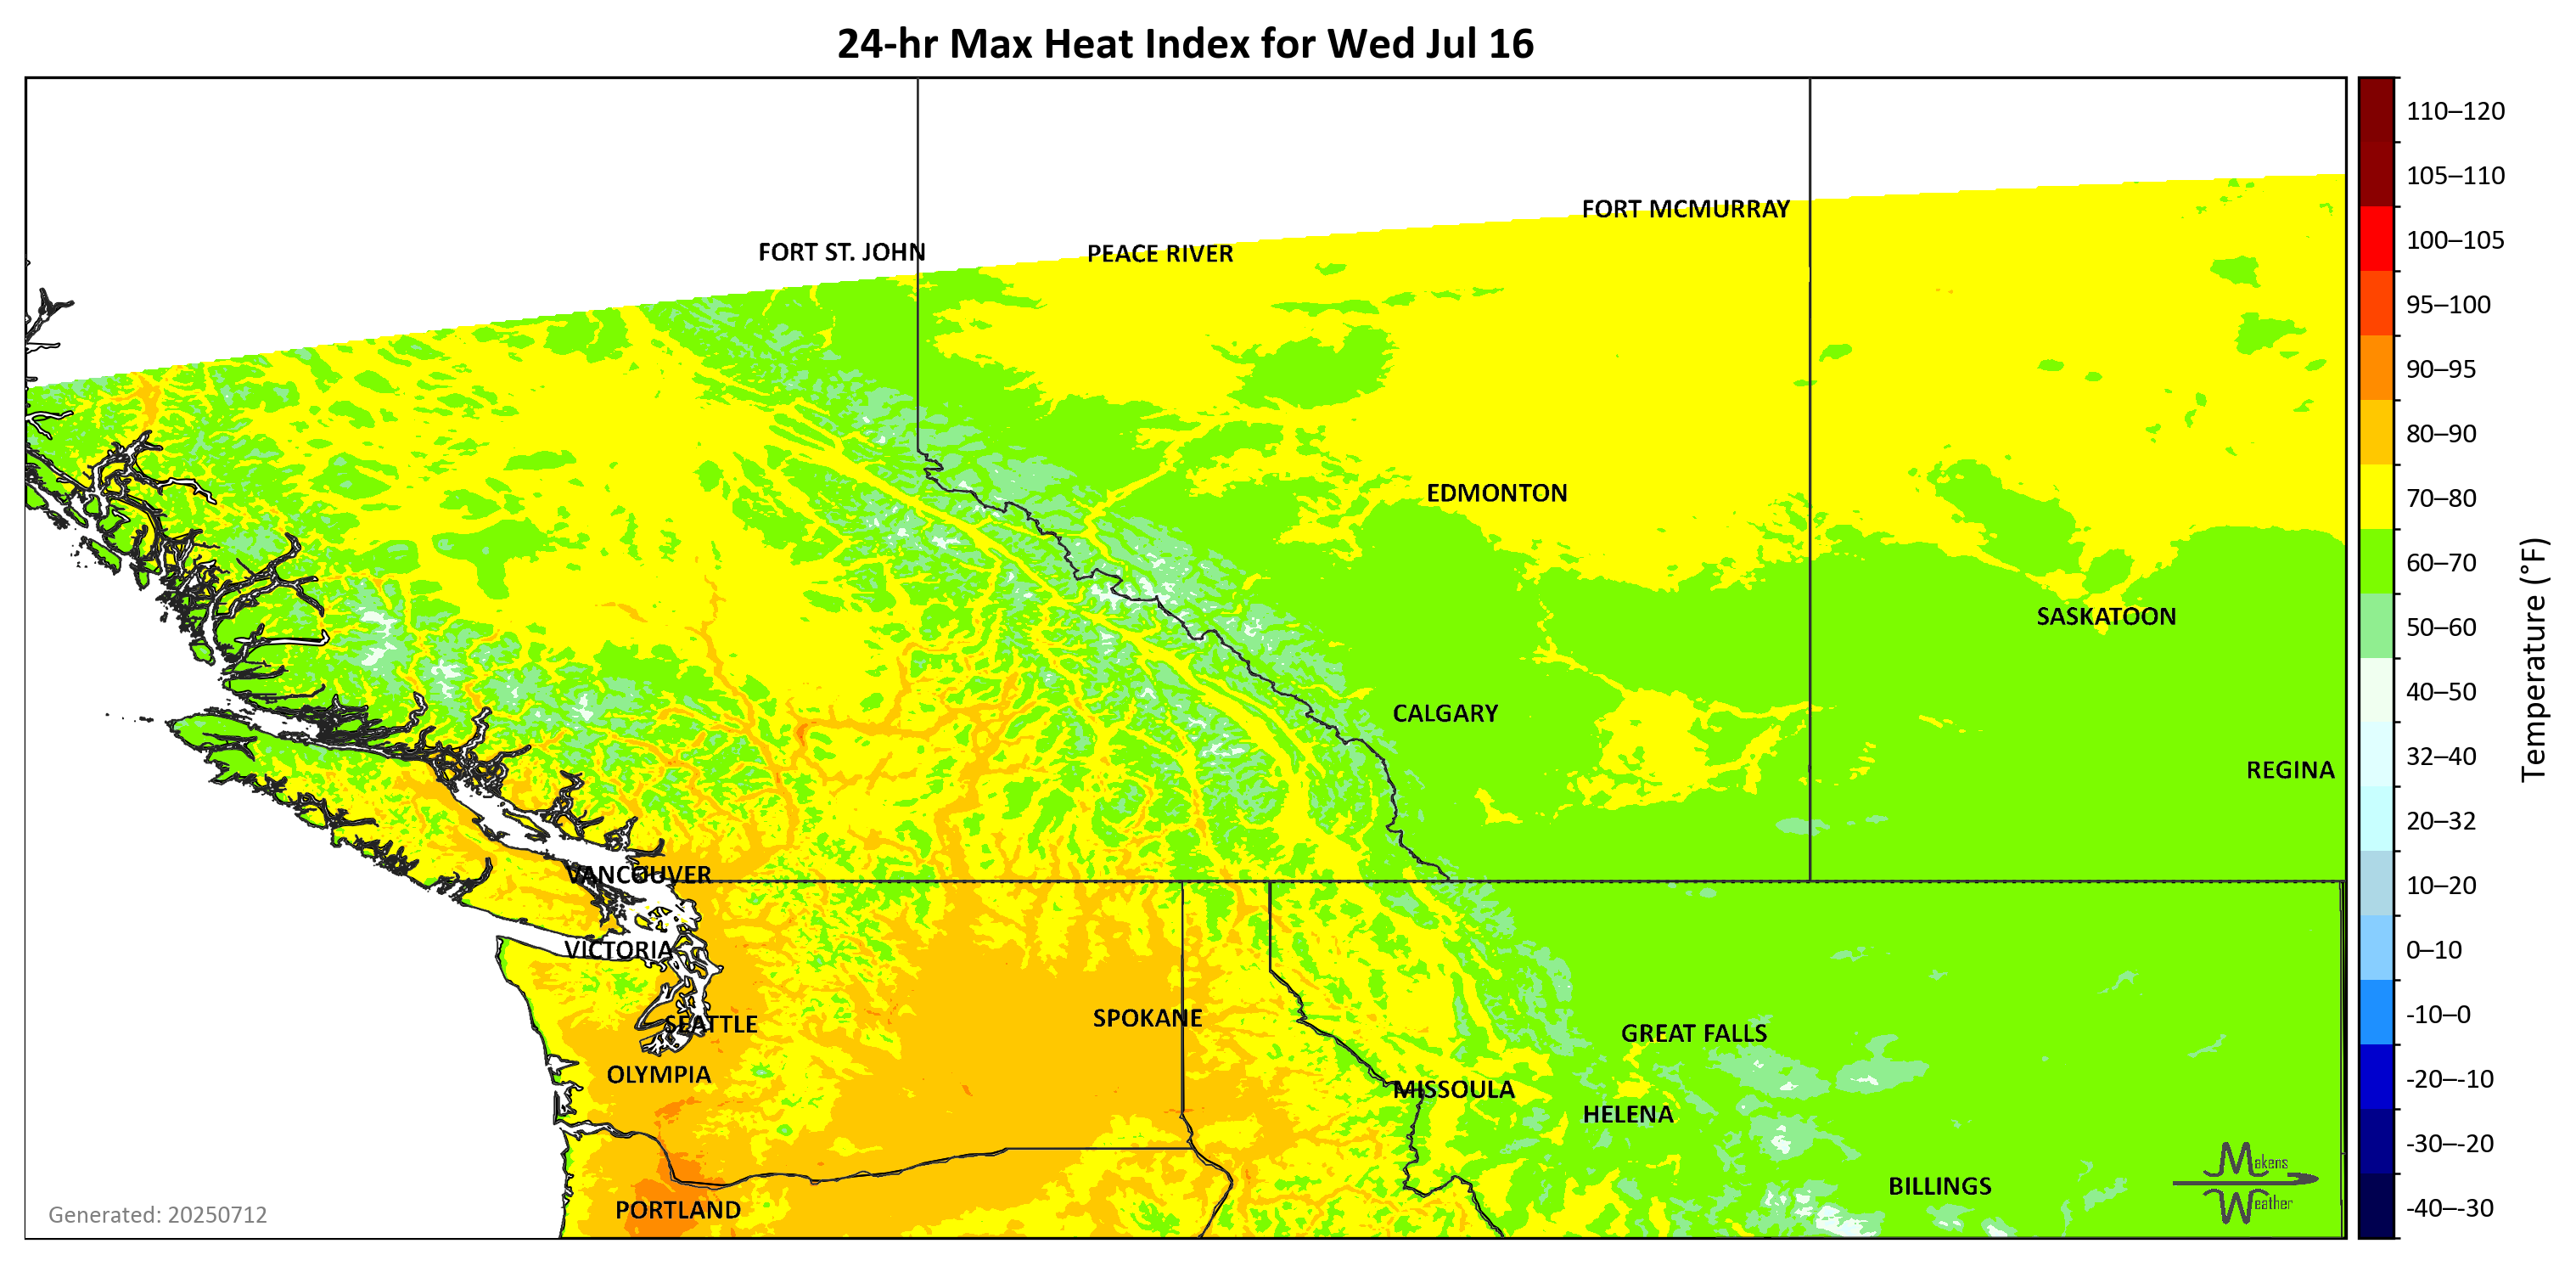 24-hr Max Heat Index for Wed Jul 16
110–120
105–110
100–105
95–100
90–95
80–90
70–80
60–70
50–60
40–50
32–40
20–32
10–20
0–10
-10–0
-20–-10
-30–-20
-40–-30
Temperature (°F)
FORT MCMURRAY
FORT ST. JOHN
PEACE RIVER
EDMONTON
SASKATOON
CALGARY
REGINA
VANCOUVER
VICTORIA
SEATTLE
SPOKANE
GREAT FALLS
OLYMPIA
MISSOULA
HELENA
BILLINGS
PORTLAND
Makens
Weather
Generated: 20250712